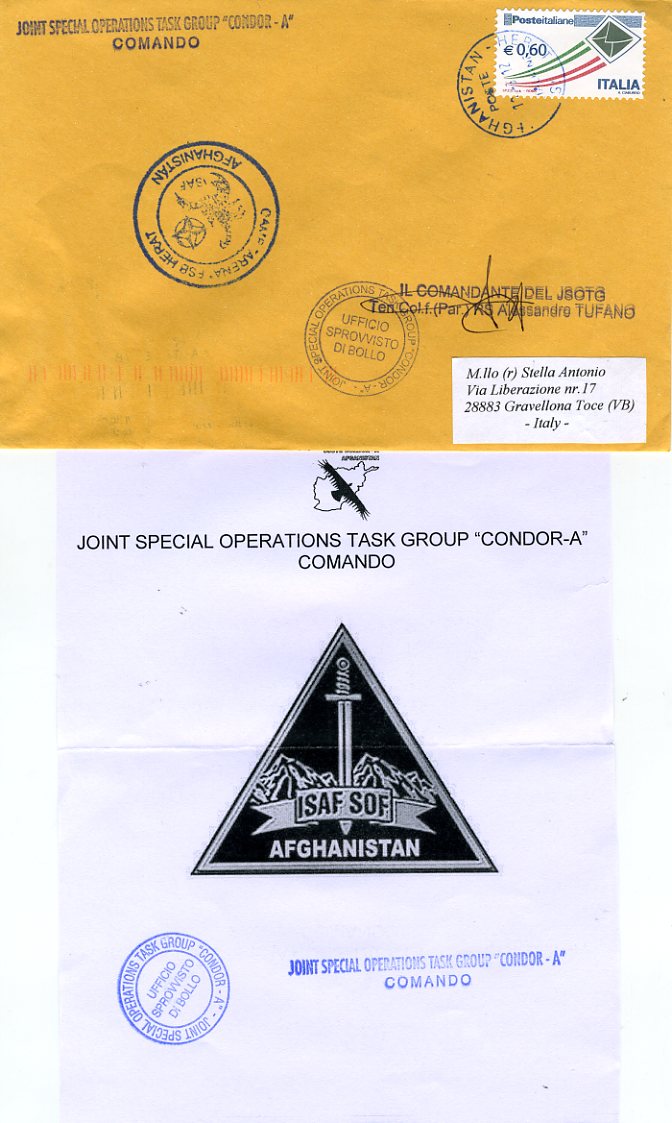 JOINT SPECIAL OPERATIONS TASK GROUP "CONDOR - A"
COMANDO
Posteitaliane
€ 0,60
ITALIA
AFGHANISTAN - HERAT
POSTE
AFGHANISTAN
ISAF
CAMP "ARENA" FSB HERAT
IL COMANDANTE DEL JSOTG
Ten.Col.f.(Par.) RS Alessandro TUFANO
JOINT SPECIAL OPERATIONS TASK GROUP "CONDOR - A"
UFFICIO
SPROVVISTO
DI BOLLO
M.llo (r) Stella Antonio
Via Liberazione nr.17
28883 Gravellona Toce (VB)
- Italy -
AFGHANISTAN
JOINT SPECIAL OPERATIONS TASK GROUP “CONDOR-A”
COMANDO
ISAF SOF
AFGHANISTAN
JOINT SPECIAL OPERATIONS TASK GROUP "CONDOR - A"
UFFICIO
SPROVVISTO
DI BOLLO
JOINT SPECIAL OPERATIONS TASK GROUP "CONDOR - A"
COMANDO